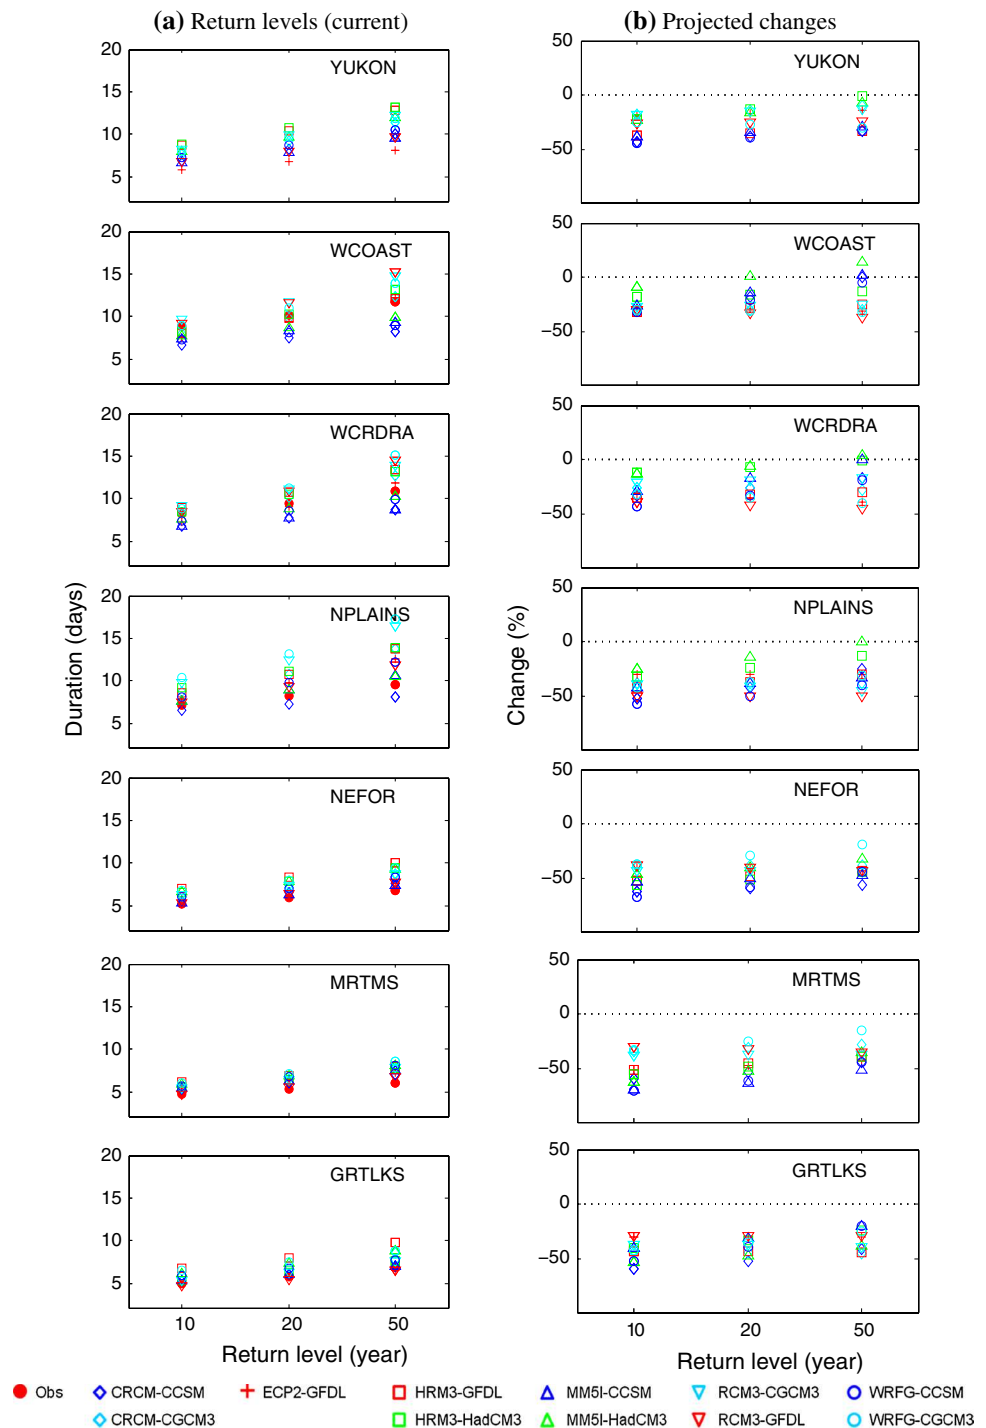 (a) Return levels (current)
(b) Projected changes
20
15
10
5
YUKON
50
0
−50
YUKON
20
15
10
5
WCOAST
50
0
−50
WCOAST
20
15
10
5
WCRDRA
50
0
−50
WCRDRA
20
15
10
5
NPLAINS
50
0
−50
NPLAINS
Duration (days)
Change (%)
20
15
10
5
NEFOR
50
0
−50
NEFOR
20
15
10
5
MRTMS
50
0
−50
MRTMS
20
15
10
5
GRTLKS
50
0
−50
GRTLKS
10 20 50
Return level (year)
10 20 50
Return level (year)
Obs CRCM-CCSM ECP2-GFDL HRM3-GFDL MM5I-CCSM RCM3-CGCM3 WRFG-CCSM
CRCM-CGCM3 HRM3-HadCM3 MM5I-HadCM3 RCM3-GFDL WRFG-CGCM3